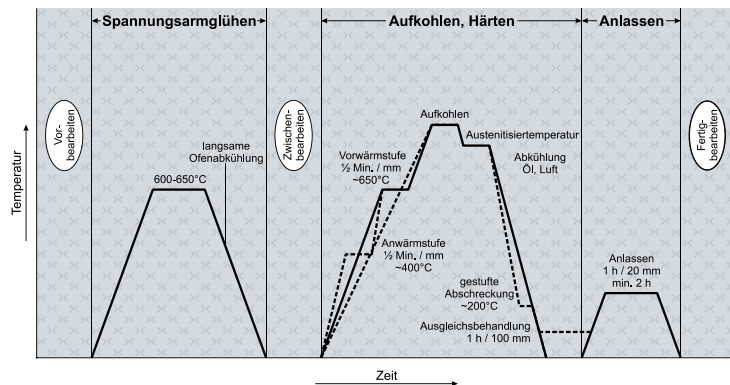 Spannungsarmglühen
Aufkohlen, Härten
Anlassen
Vor-
bearbeiten
600-650°C
langsame
Ofenabkühlung
Zwischen-
bearbeiten
Aufkohlen
Austenitisiertemperatur
Vorwärmstufe
½ Min. / mm
~650°C
Abkühlung
Öl, Luft
Anwärmstufe
½ Min. / mm
~400°C
gestufte
Abschreckung
~200°C
Ausgleichsbehandlung
1 h / 100 mm
Anlassen
1 h / 20 mm
min. 2 h
Fertig-
bearbeiten
Temperatur
Zeit